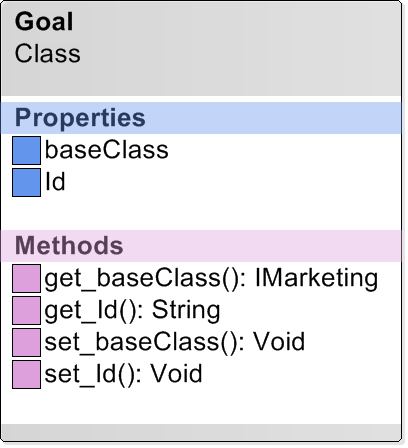 Goal
Class
Properties
baseClass
Id
Methods
get_baseClass(): IMarketing
get_Id(): String
set_baseClass(): Void
set_Id(): Void